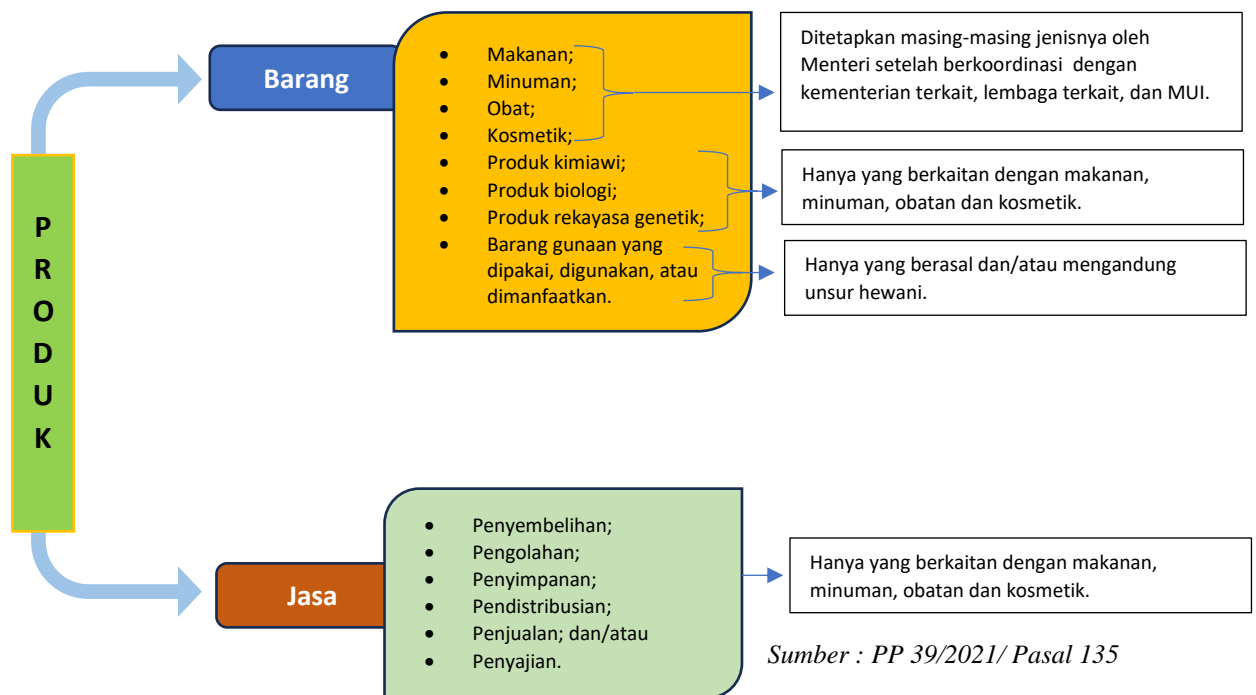 PRODUK
Barang
• Makanan;
• Minuman;
• Obat;
• Kosmetik;
• Produk kimiawi;
• Produk biologi;
• Produk rekayasa genetik;
• Barang gunaan yang
dipakai, digunakan, atau
dimanfaatkan.
Ditetapkan masing-masing jenisnya oleh
Menteri setelah berkoordinasi dengan
kementerian terkait, lembaga terkait, dan MUI.
Hanya yang berkaitan dengan makanan,
minuman, obatan dan kosmetik.
Hanya yang berasal dan/atau mengandung
unsur hewani.
Jasa
• Penyembelihan;
• Pengolahan;
• Penyimpanan;
• Pendistribusian;
• Penjualan; dan/atau
• Penyajian.
Hanya yang berkaitan dengan makanan,
minuman, obatan dan kosmetik.
Sumber : PP 39/2021/ Pasal 135